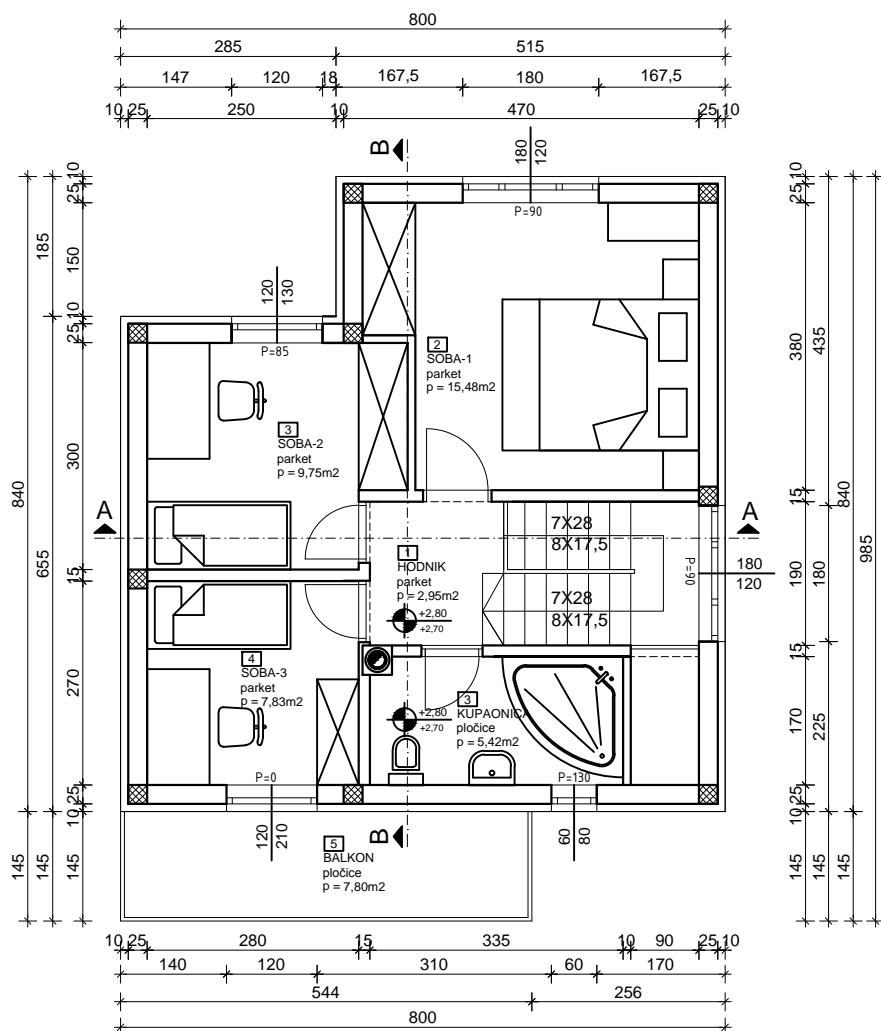 800
285 515
147 120 18 167,5 180 167,5
10 25 250 10 470 25 10
B
180
120
P=90
840
655
185
145
145
10
25
150
25
300
15
270
25
10
145
120
130
P=85
2
SOBA-1
parket
p = 15,48m2
3
SOBA-2
parket
p = 9,75m2
A
A
7X28
8X17,5
7X28
8X17,5
P=90
180
120
1
HODNIK
parket
p = 2,95m2
+2,80
+2,70
4
SOBA-3
parket
p = 7,83m2
3
KUPAONICA
pločice
p = 5,42m2
+2,80
+2,70
P=0
P=130
120
210
60
80
B
5
BALKON
pločice
p = 7,80m2
10
25
380
15
190
15
170
25
10
145
435
180
225
145
840
145
985
10 25 280 15 335 10 90 25 10
140 120 310 60 170
544 256
800